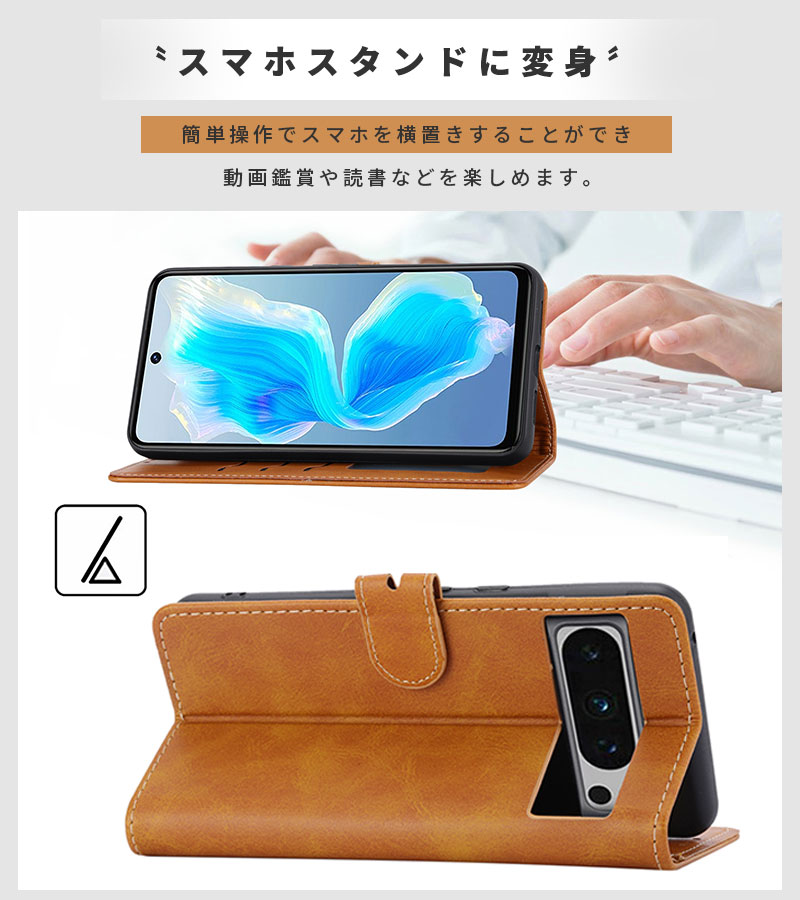 〝スマホスタンドに変身〞
簡単操作でスマホを横置きすることができ
動画鑑賞や読書などを楽しめます。